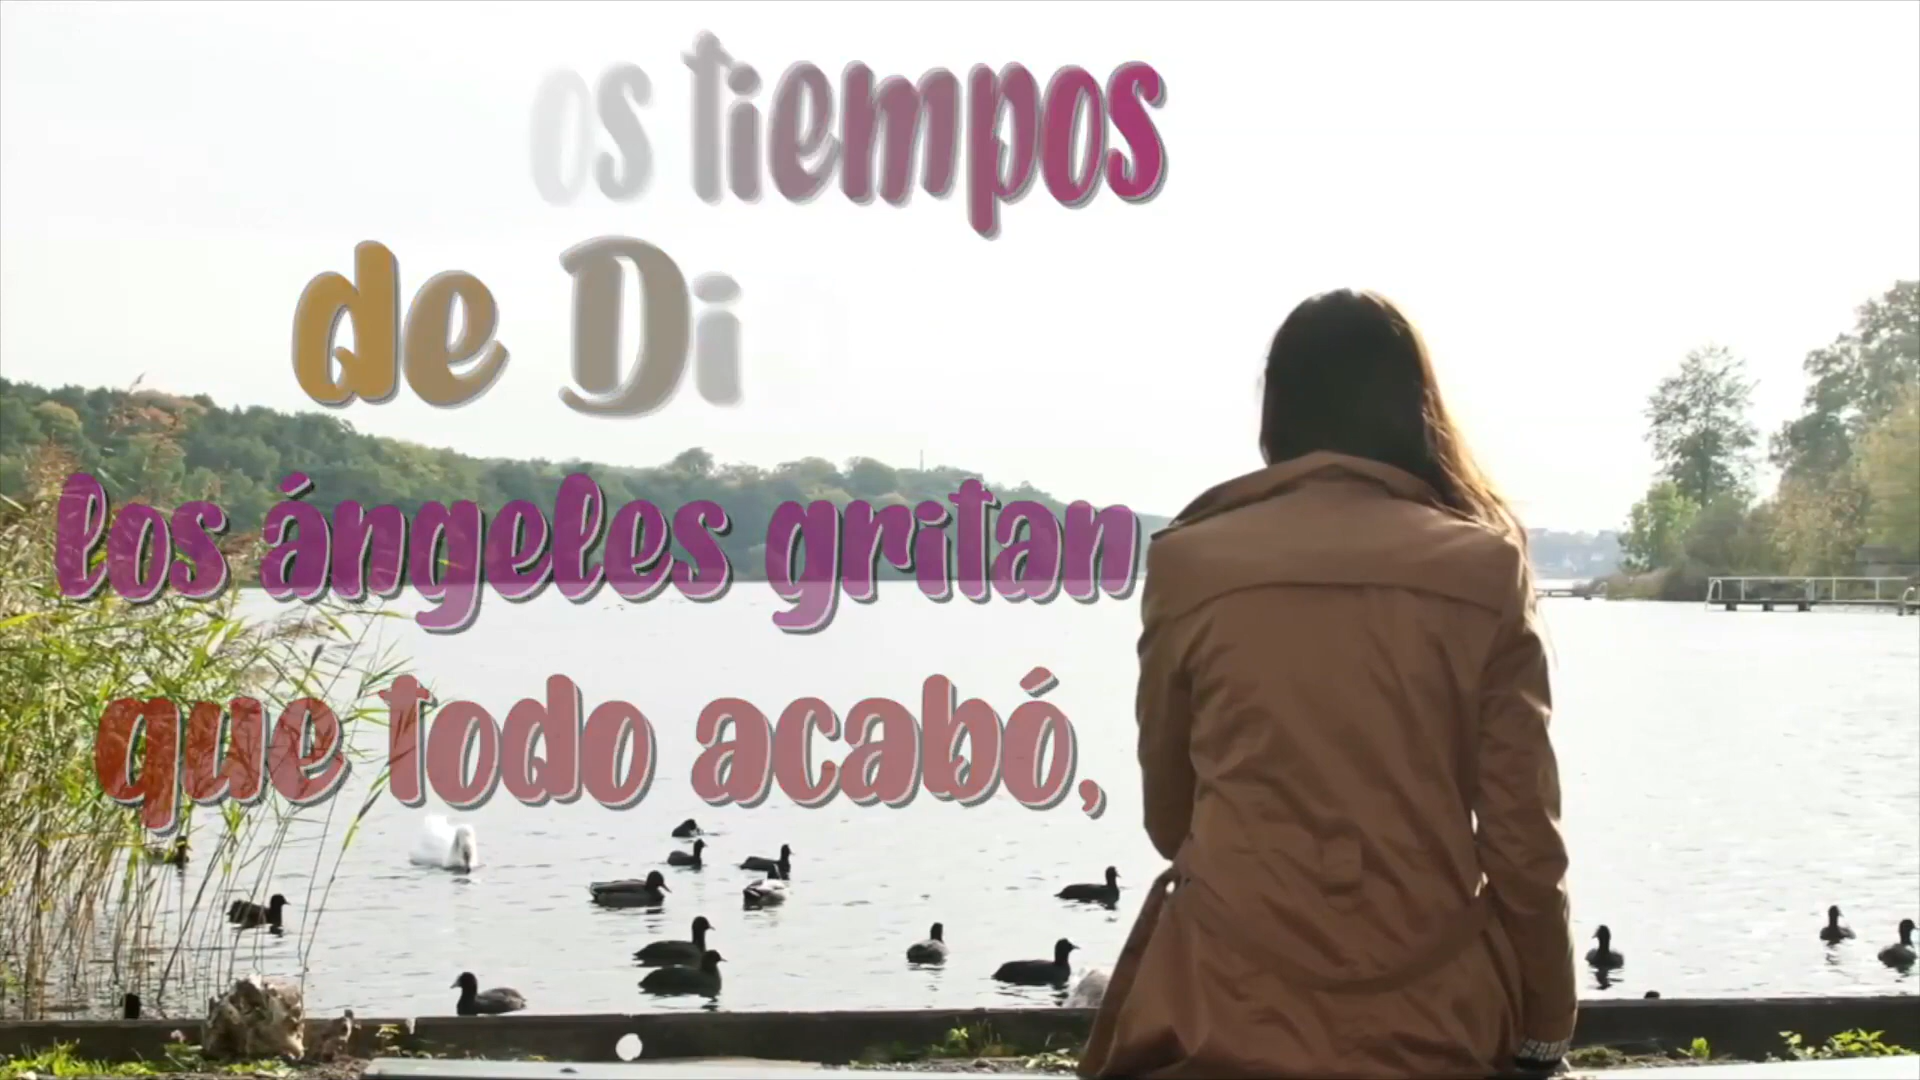 os tiempos
de Di
los ángeles gritan
que todo acabó,